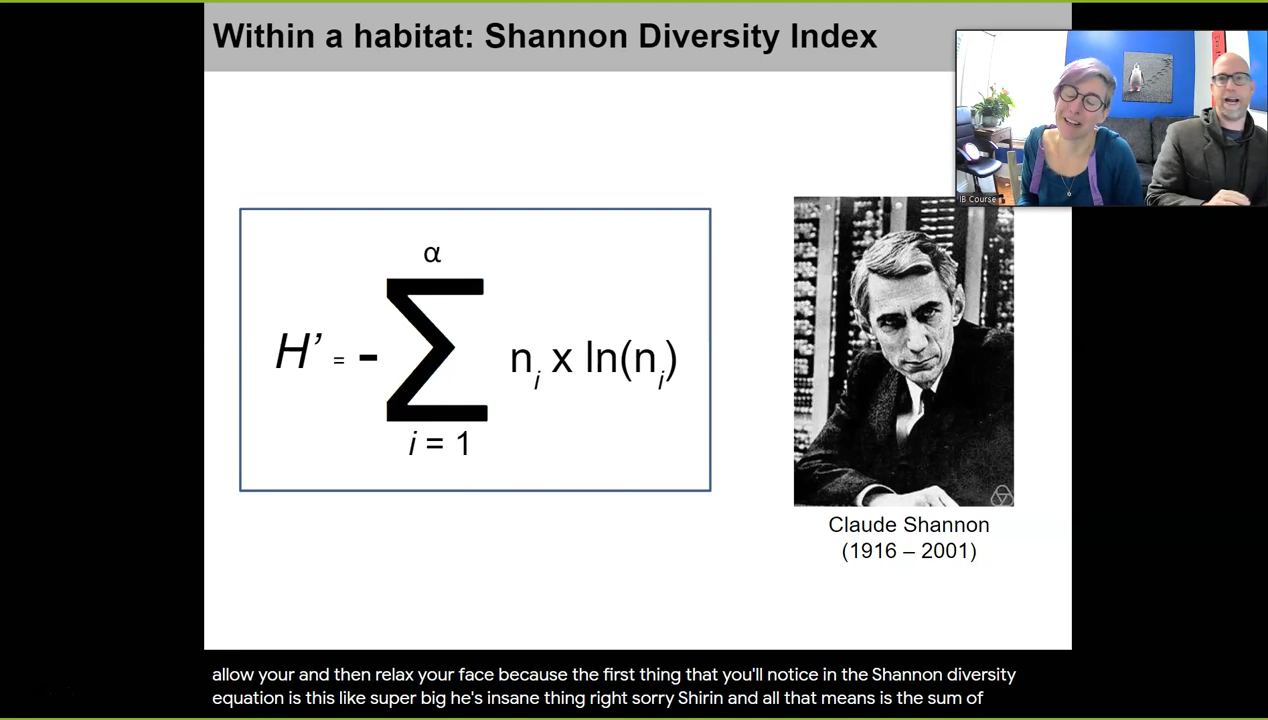 Within a habitat: Shannon Diversity Index
IB Course
α
H’ = - ∑ nᵢ x ln(nᵢ)
i = 1
Claude Shannon
(1916 – 2001)
allow your and then relax your face because the first thing that you'll notice in the Shannon diversity
equation is this like super big he's insane thing right sorry Shirin and all that means is the sum of